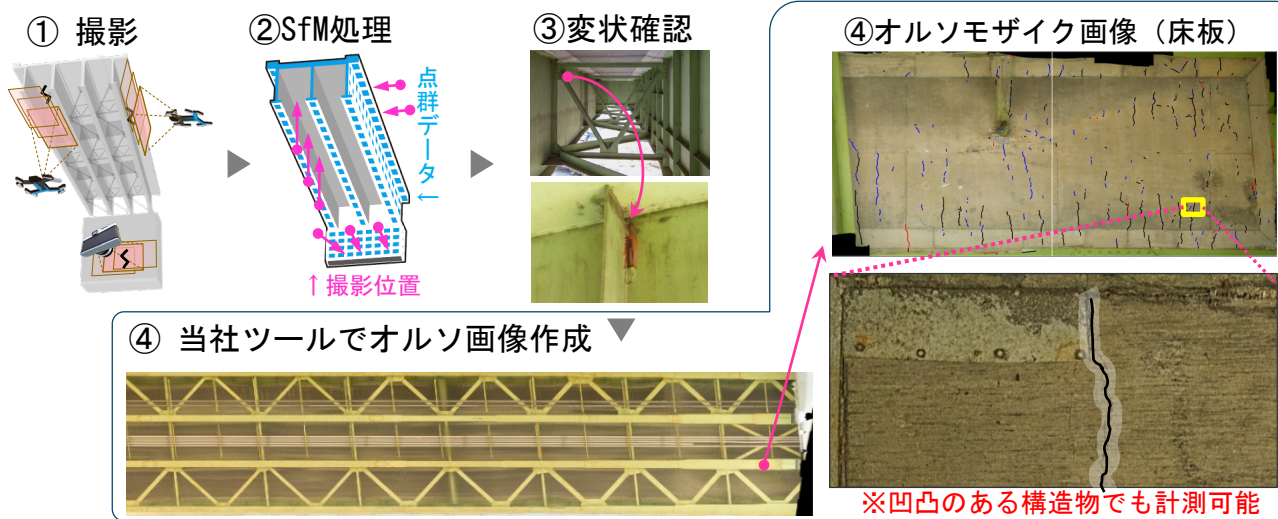 ① 撮影
②SfM処理
点群データ↓
↑撮影位置
③変状確認
④ 当社ツールでオルソ画像作成
④オルソモザイク画像（床板）
※凹凸のある構造物でも計測可能